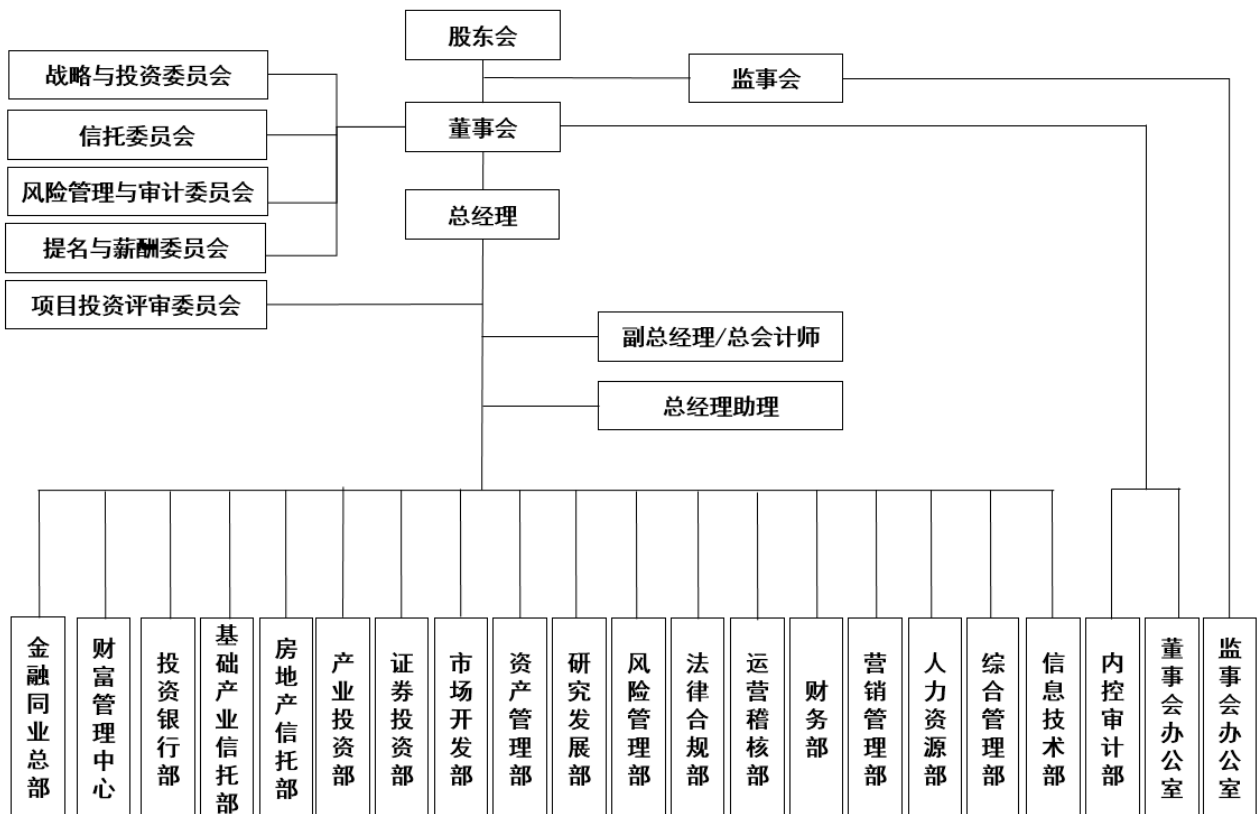 股东会
战略与投资委员会
监事会
信托委员会
董事会
风险管理与审计委员会
总经理
提名与薪酬委员会
项目投资评审委员会
副总经理/总会计师
总经理助理
金融同业总部
财富管理中心
投资银行部
基础产业信托部
房地产信托部
产业投资部
证券投资部
市场开发部
资产管理部
研究发展部
风险管理部
法律合规部
运营稽核部
财务部
营销管理部
人力资源部
综合管理部
信息技术部
内控审计部
董事会办公室
监事会办公室